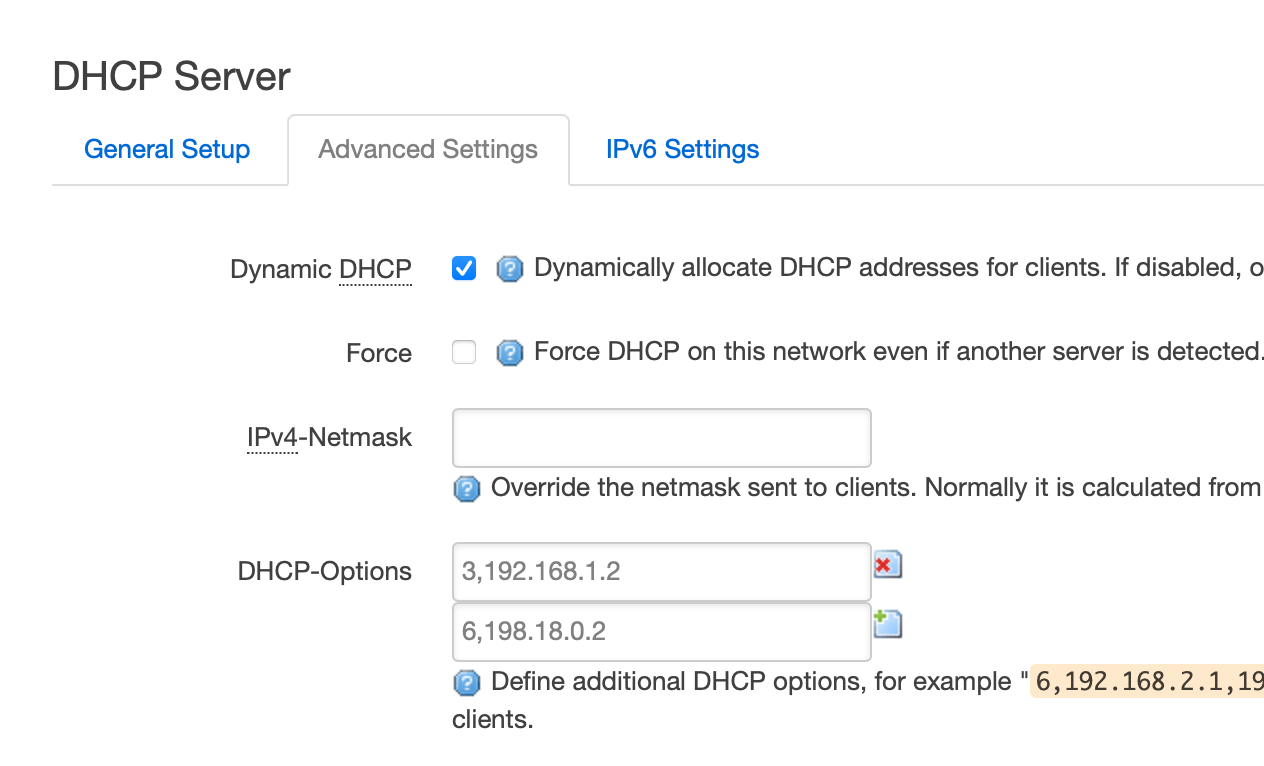 DHCP Server
General Setup Advanced Settings IPv6 Settings
Dynamic DHCP Dynamically allocate DHCP addresses for clients. If disabled, o
Force Force DHCP on this network even if another server is detected.
IPv4-Netmask
Override the netmask sent to clients. Normally it is calculated from
DHCP-Options 3,192.168.1.2
6,198.18.0.2
Define additional DHCP options, for example "6,192.168.2.1,19
clients.